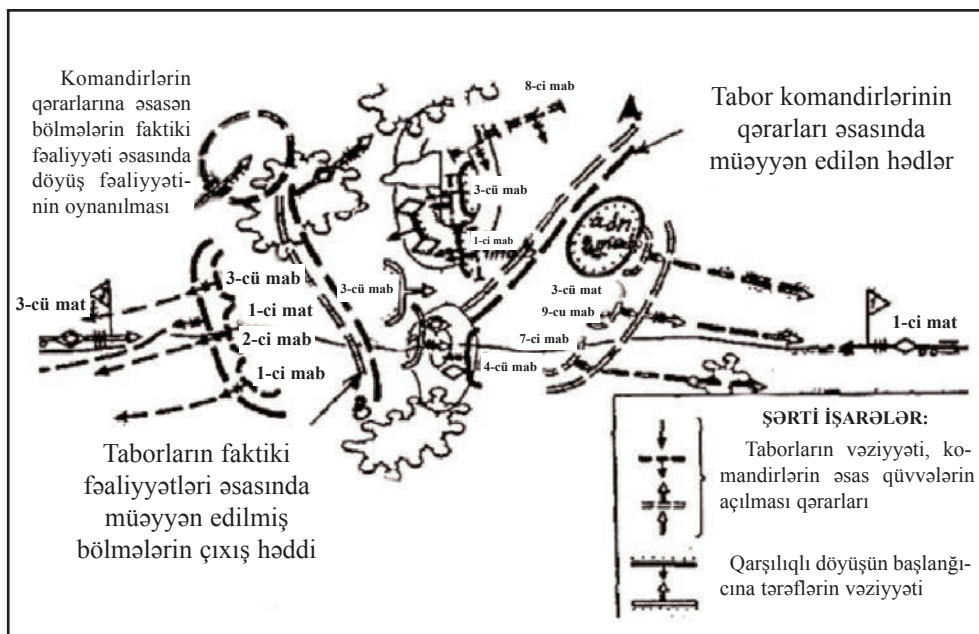 Komandirlərin
qərarlarına əsasən
bölmələrin faktiki
fəaliyyəti əsasında
döyüş fəaliyyəti-
nin oynanılması
8-ci mab
Tabor komandirlərinin
qərarları əsasında
müəyyən edilən hədlər
3-cü mab
1-ci mab
3-cü mat
3-cü mab
1-ci mat
2-ci mab
1-ci mab
3-cü mab
3-cü mat
9-cu mab
7-ci mab
4-cü mab
1-ci mat
Taborların faktiki
fəaliyyətləri əsasında
müəyyən edilmiş
bölmələrin çıxış həddi
ŞƏRTİ İŞARƏLƏR:
Taborların vəziyyəti, ko-
mandirlərin əsas qüvvələrin
açılması qərarları
Qarşılıqlı döyüşün başlanğı-
cına tərəflərin vəziyyəti